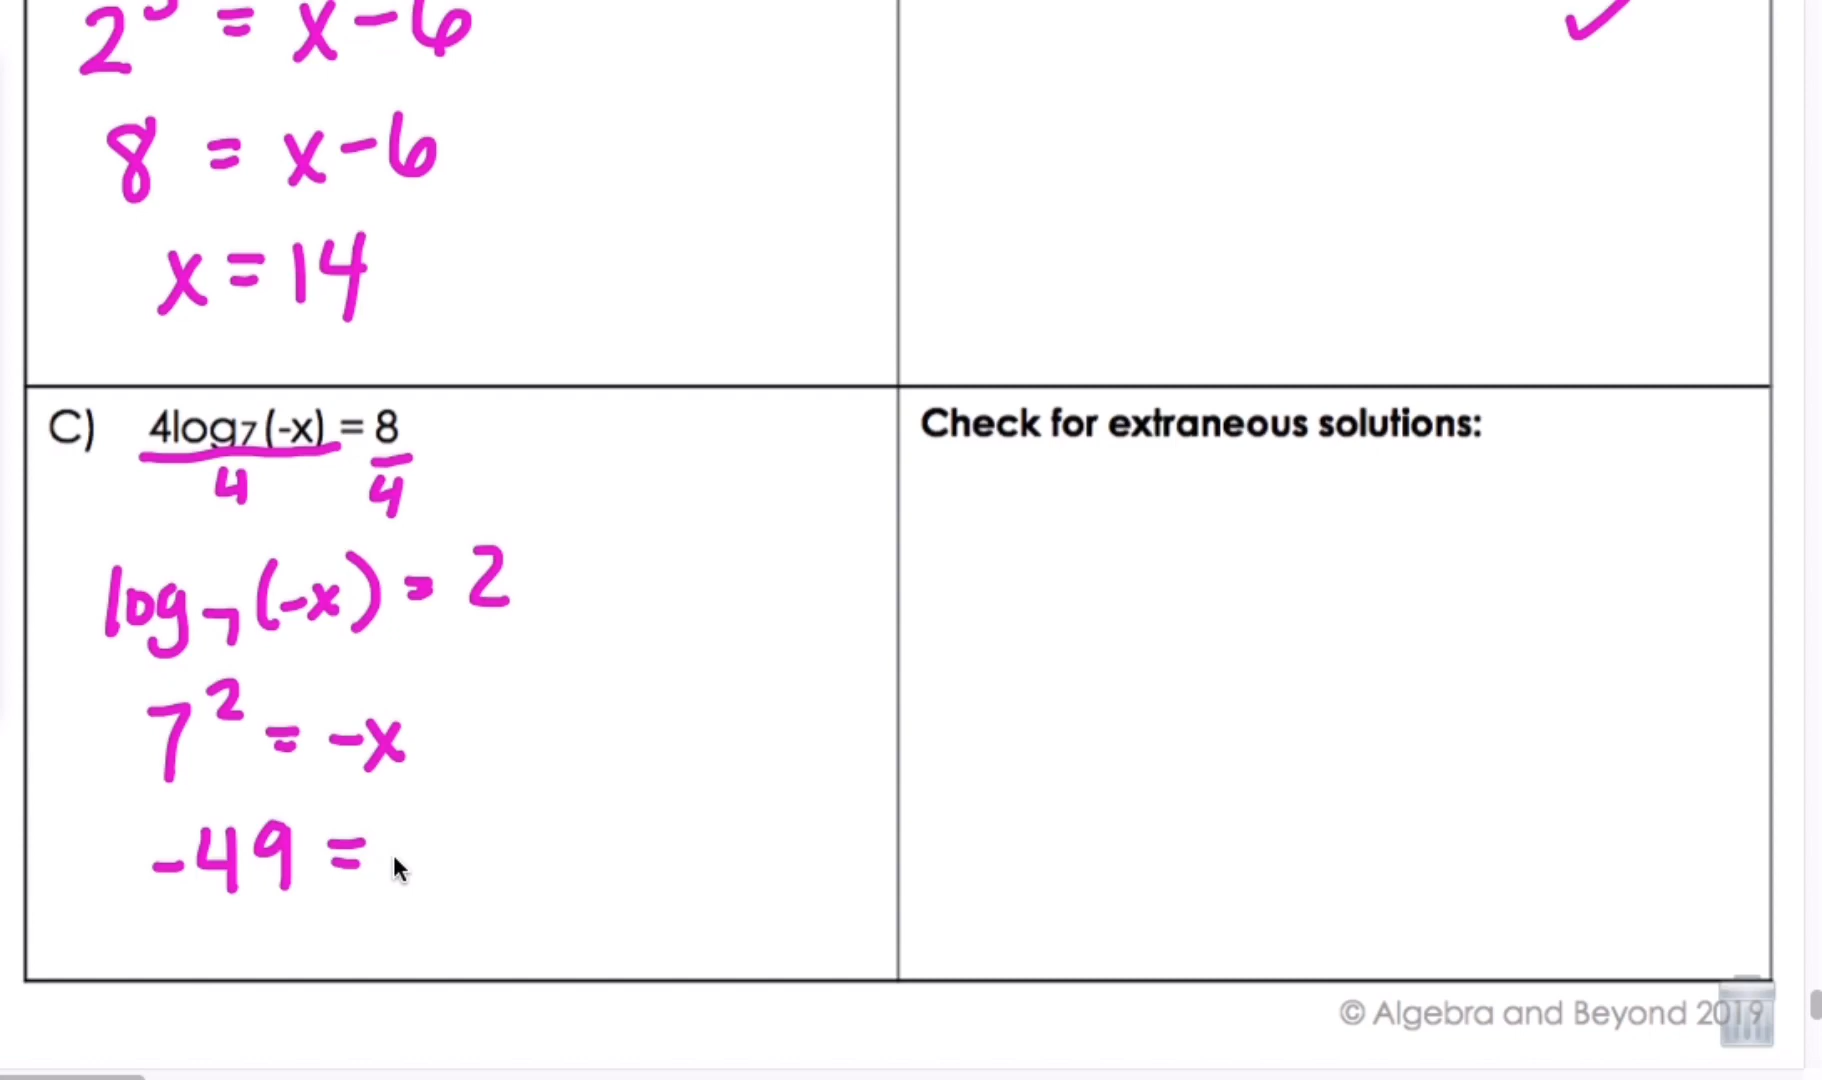 2³ = x-6
8 = x-6
x = 14
C) 4log₇(-x) = 8
4 4
Check for extraneous solutions:
log₇(-x) = 2
7² = -x
-49 =
© Algebra and Beyond 2019